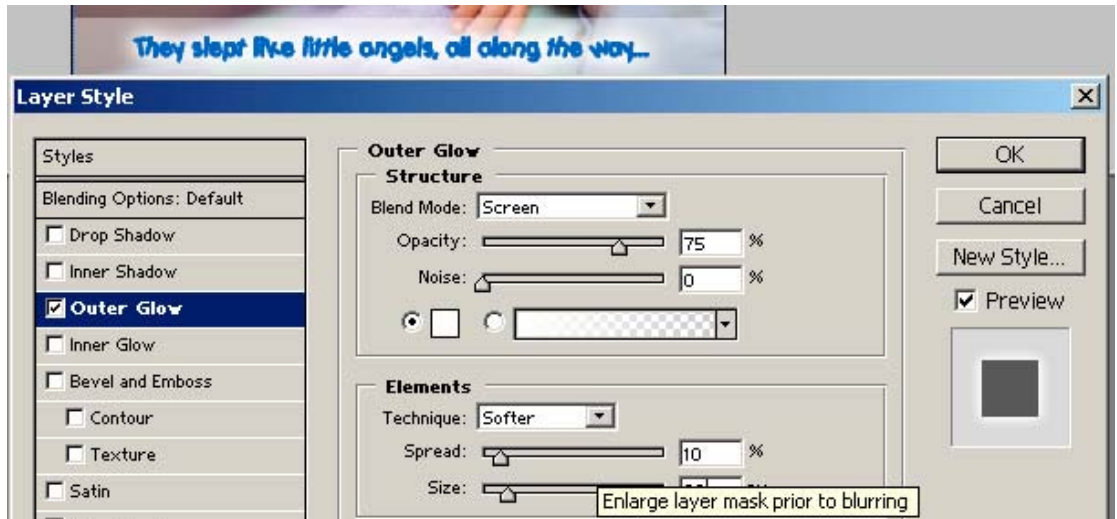 They slept like little angels, all along the way...
Layer Style
Styles
Blending Options: Default
Drop Shadow
Inner Shadow
Outer Glow
Inner Glow
Bevel and Emboss
Contour
Texture
Satin
Outer Glow
Structure
Blend Mode: Screen
Opacity: 75 %
Noise: 0 %
Elements
Technique: Softer
Spread: 10 %
Size:
Enlarge layer mask prior to blurring
OK
Cancel
New Style...
Preview